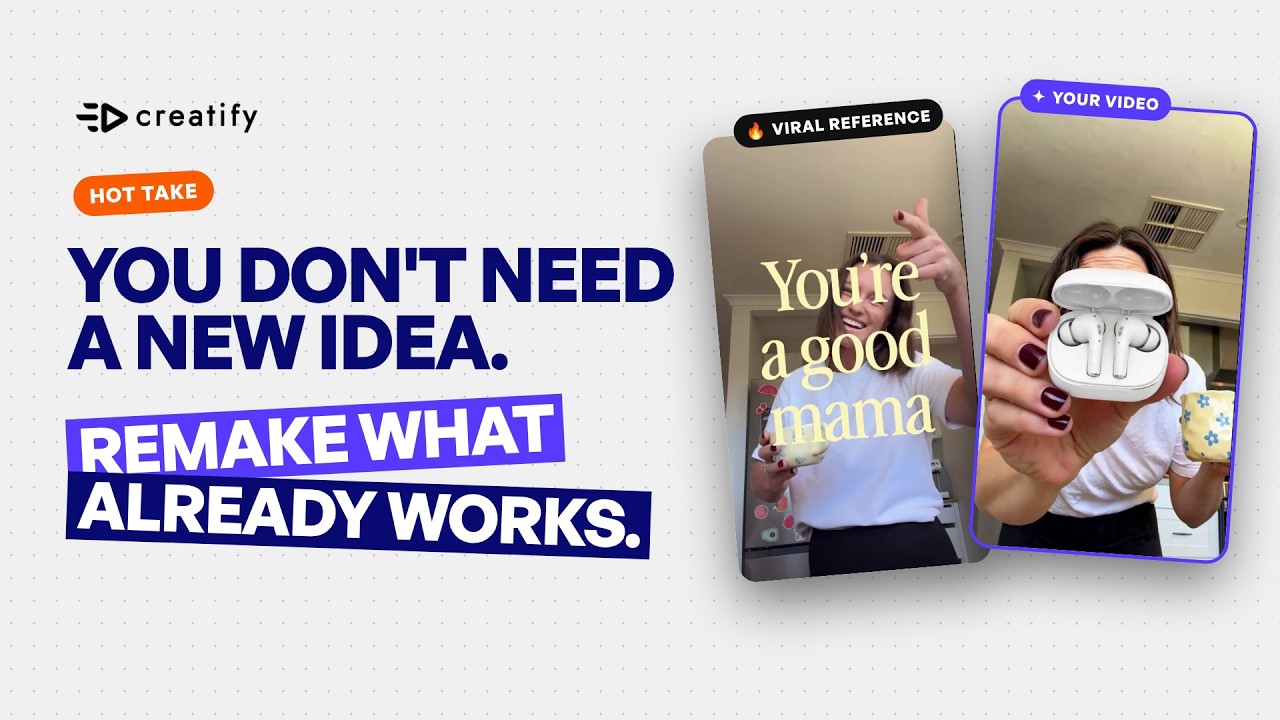 creatify
HOT TAKE
YOU DON'T NEED
A NEW IDEA.
REMAKE WHAT
ALREADY WORKS.
🔥 VIRAL REFERENCE
You're
a good
mama
✦ YOUR VIDEO